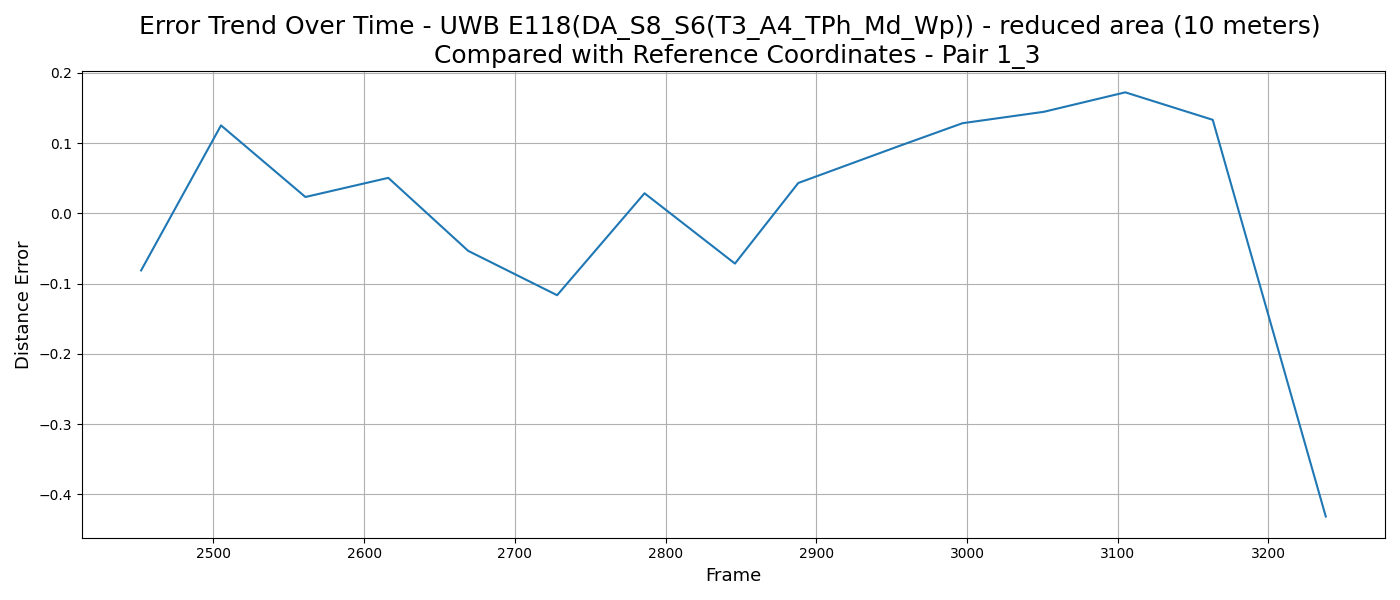 Error Trend Over Time - UWB E118(DA_S8_S6(T3_A4_TPh_Md_Wp)) - reduced area (10 meters)
Compared with Reference Coordinates - Pair 1_3
0.2
0.1
0.0
−0.1
−0.2
−0.3
−0.4
Distance Error
2500 2600 2700 2800 2900 3000 3100 3200
Frame